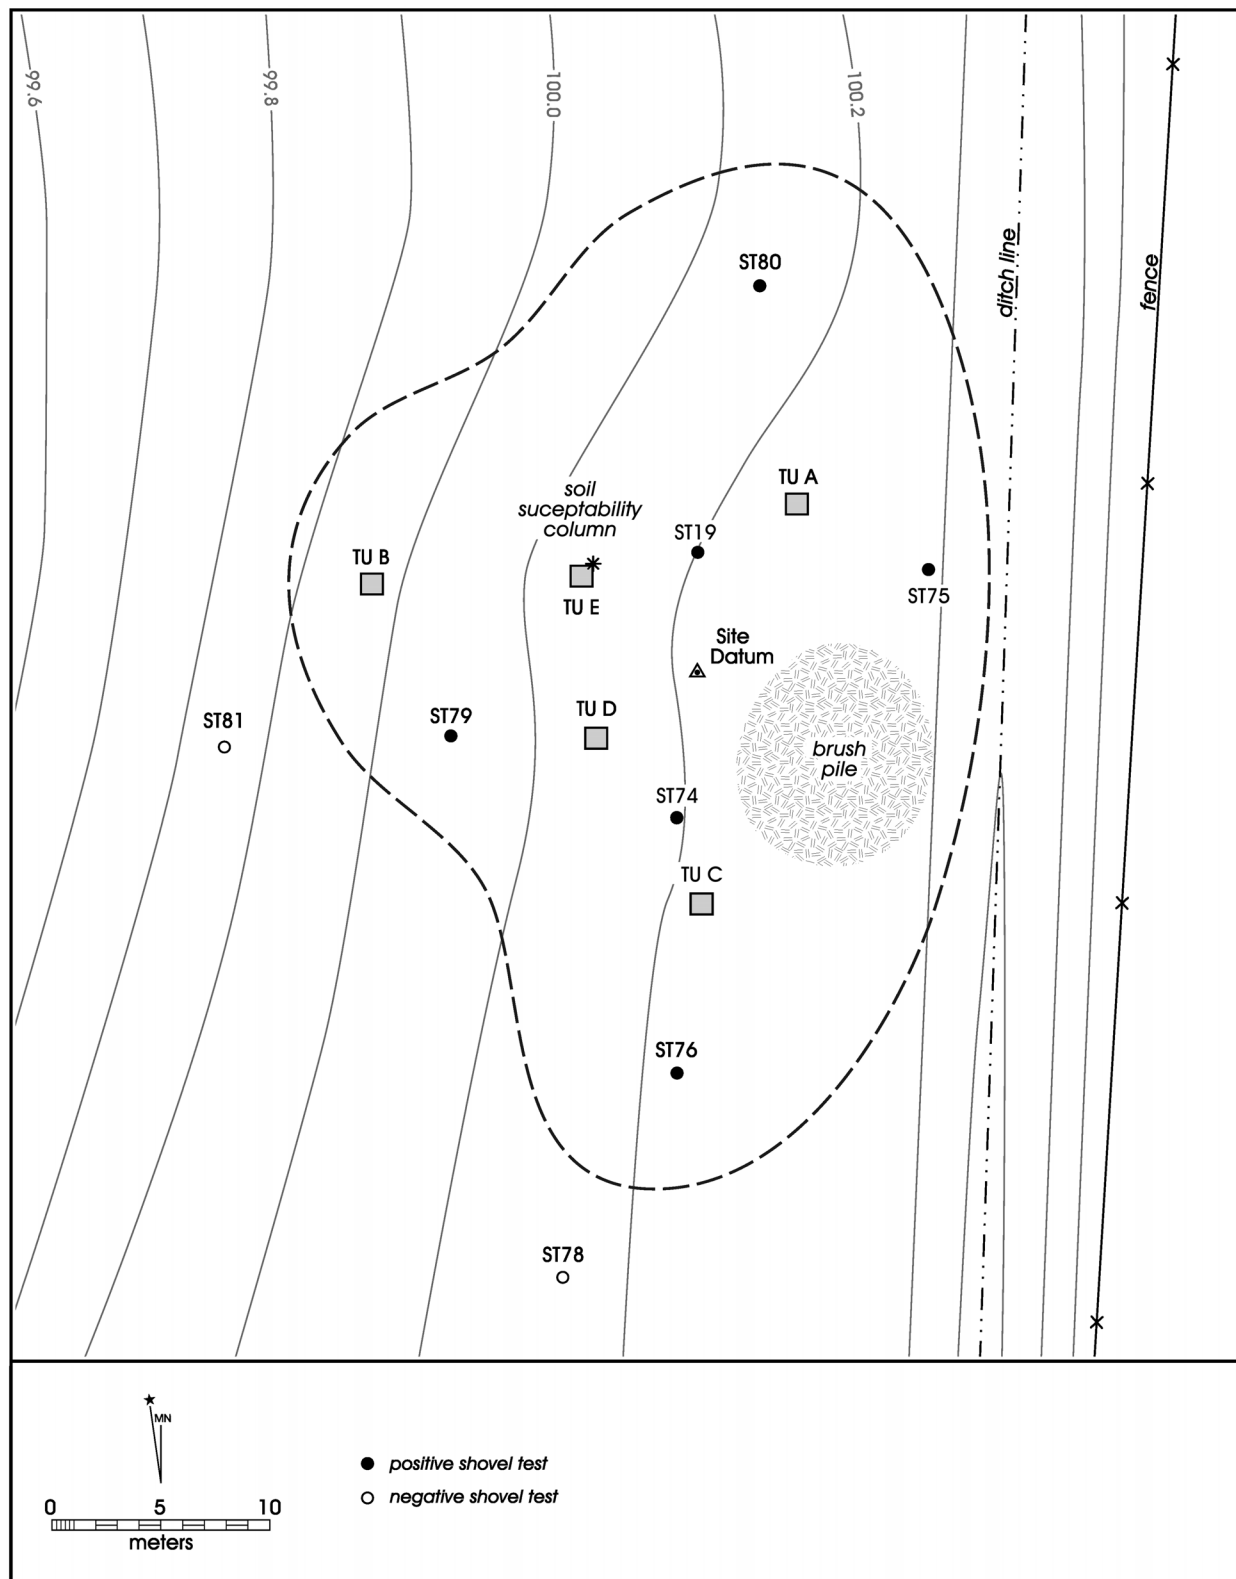 99.6
99.8
100.0
100.2
ditch line
fence
ST80
TU A
soil
suceptability
column
ST19
TU B
TU E
ST75
Site
Datum
ST81
ST79
TU D
brush
pile
ST74
TU C
ST76
ST78
MN
0 5 10
meters
positive shovel test
negative shovel test